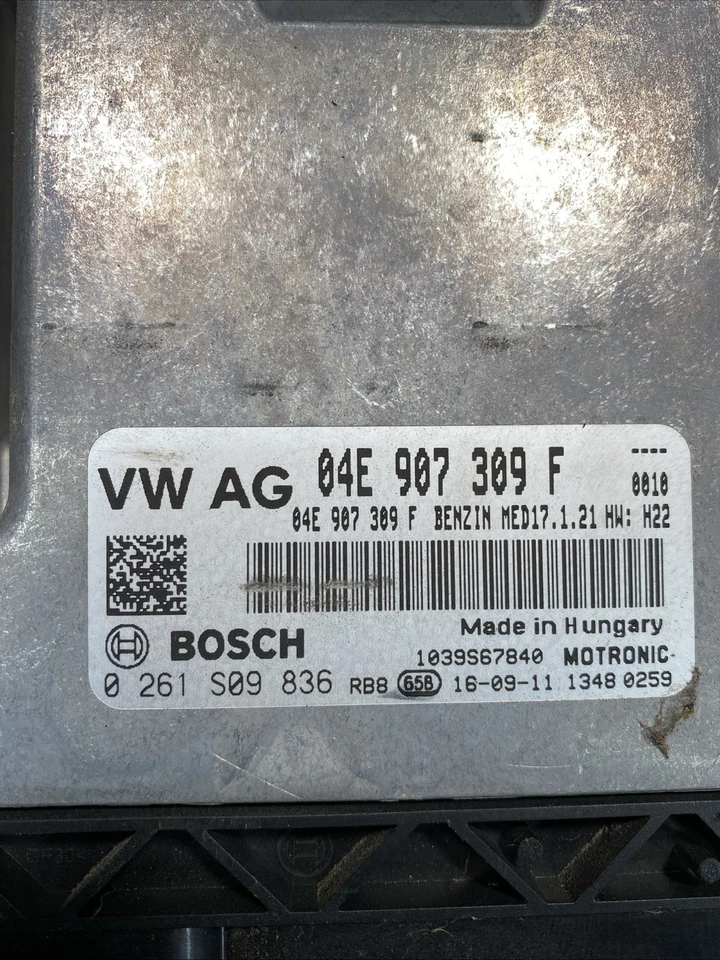 VW AG 04E 907 309 F ----
0010
04E 907 309 F BENZIN MED17.1.21 HW: H22
Made in Hungary
BOSCH
1039S67840 MOTRONIC
0 261 S09 836 RB8 65B 16-09-11 1348 0259